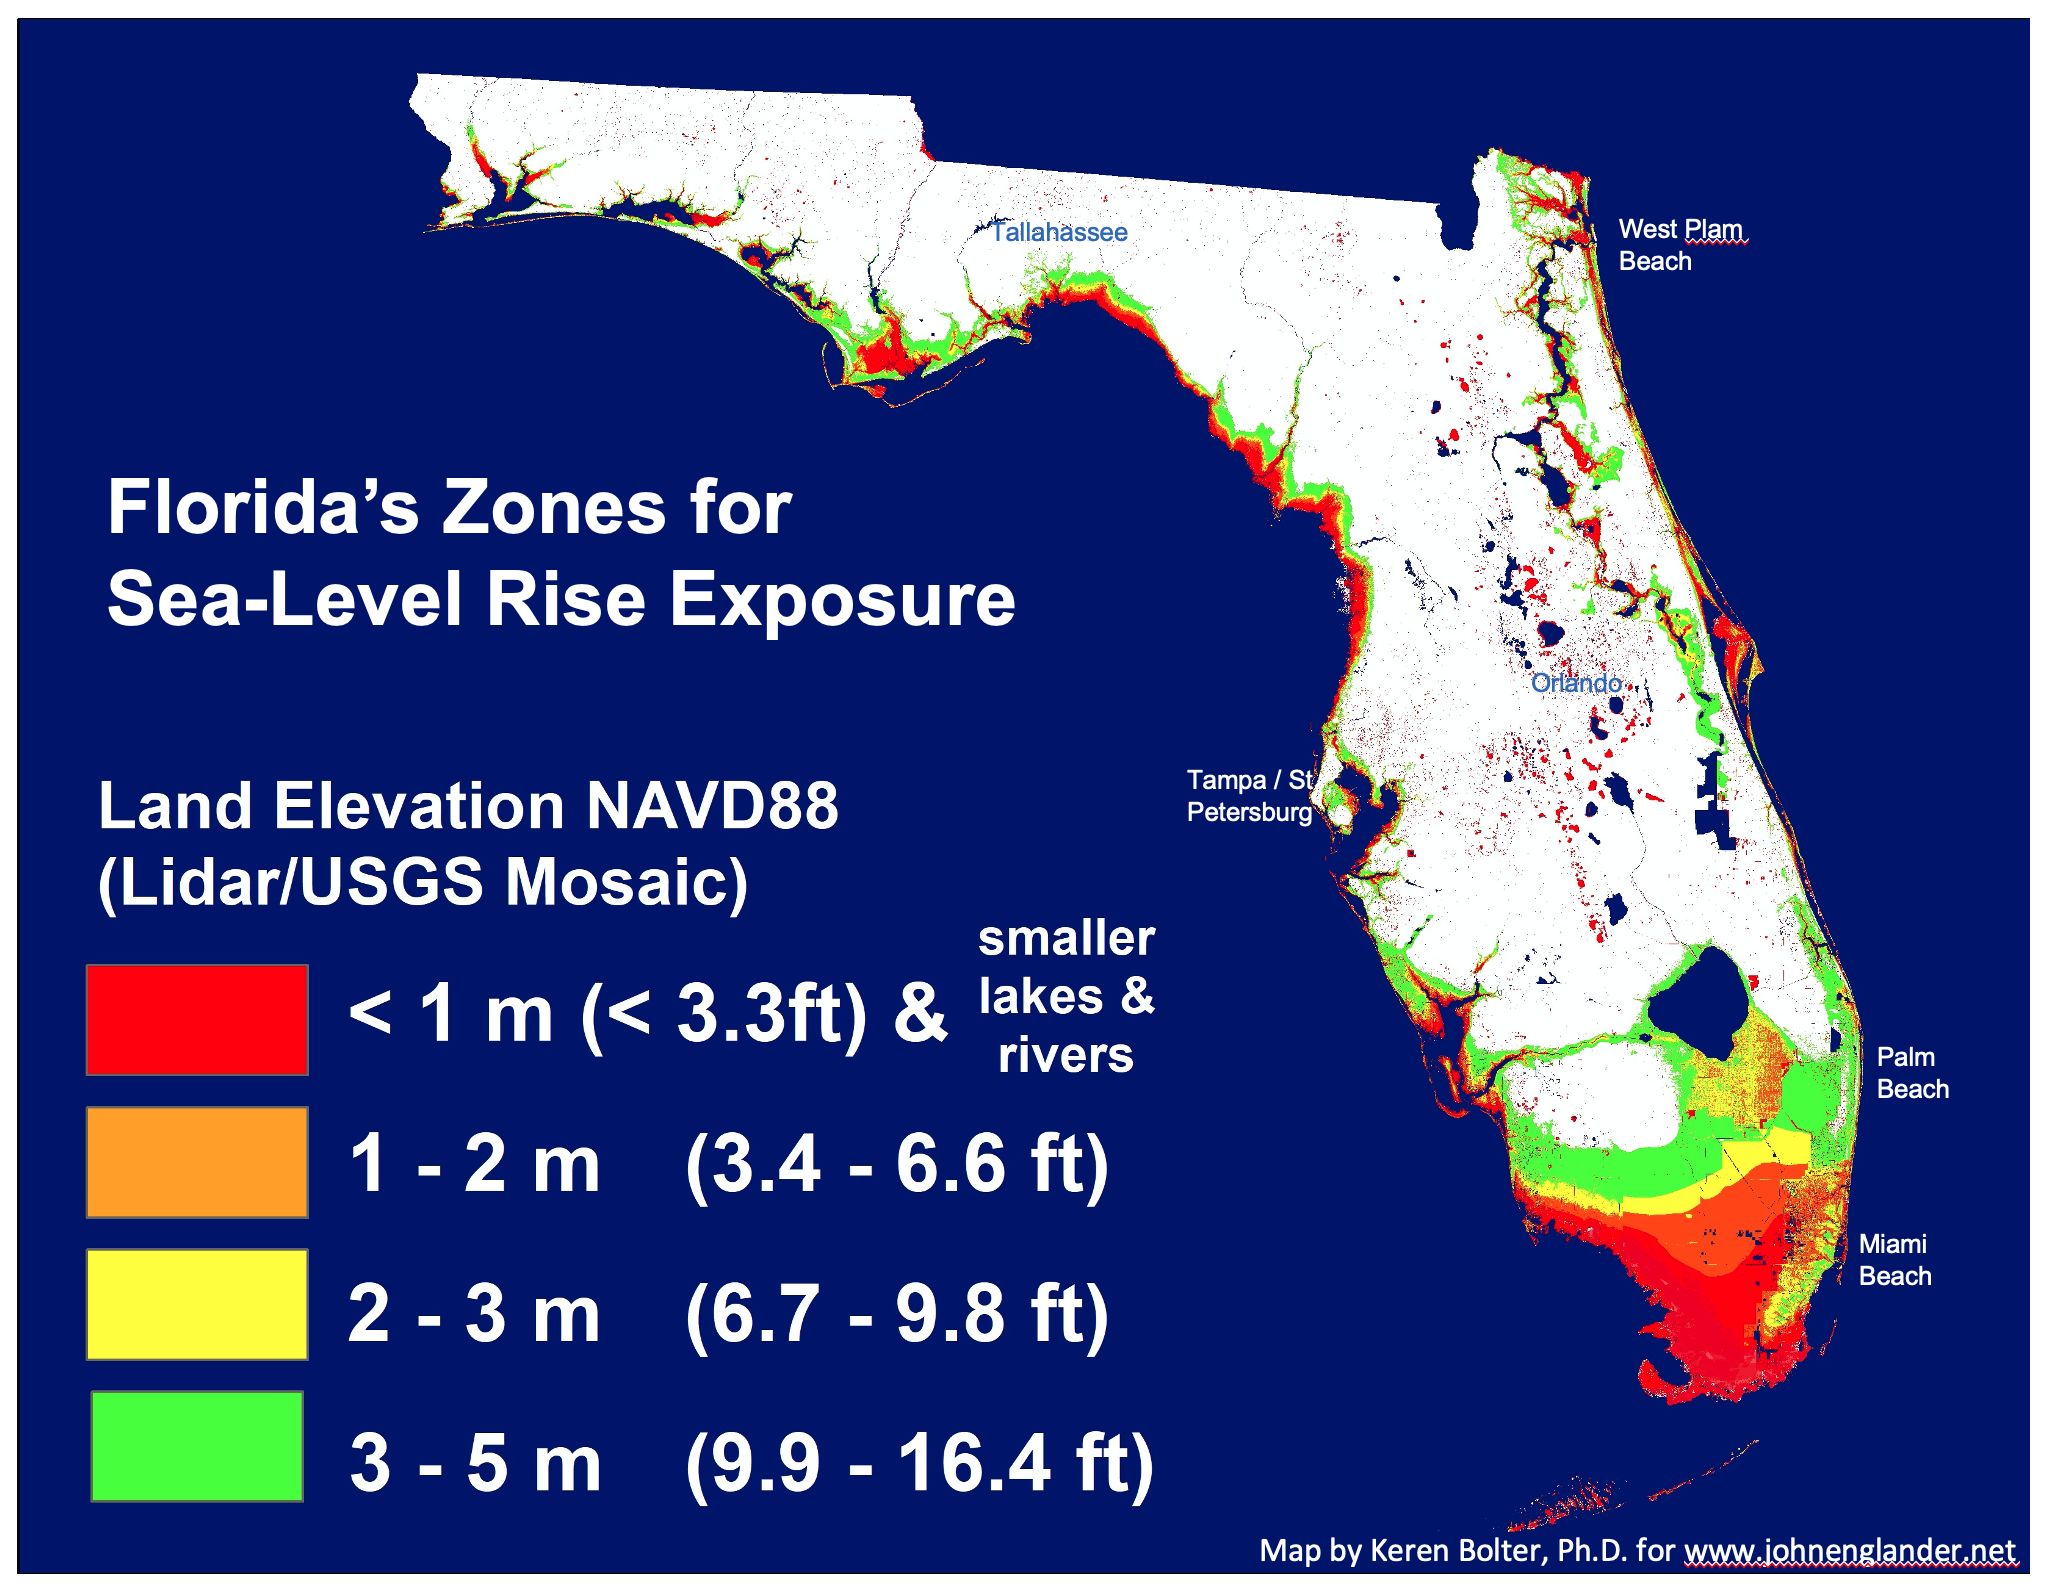 Tallahassee
West Plam
Beach
Florida’s Zones for
Sea-Level Rise Exposure
Orlando
Tampa / St
Petersburg
Land Elevation NAVD88
(Lidar/USGS Mosaic)
< 1 m (< 3.3ft) &
smaller
lakes &
rivers
1 - 2 m (3.4 - 6.6 ft)
2 - 3 m (6.7 - 9.8 ft)
3 - 5 m (9.9 - 16.4 ft)
Palm
Beach
Miami
Beach
Map by Keren Bolter, Ph.D. for www.johnenglander.net